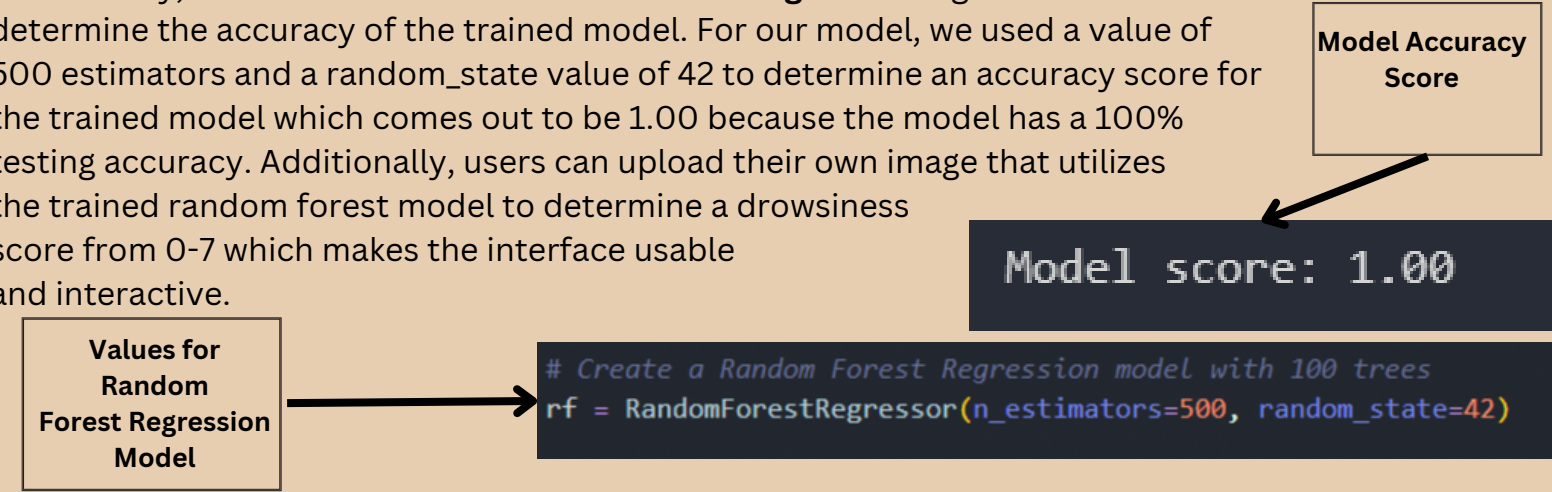 determine the accuracy of the trained model. For our model, we used a value of
500 estimators and a random_state value of 42 to determine an accuracy score for
the trained model which comes out to be 1.00 because the model has a 100%
testing accuracy. Additionally, users can upload their own image that utilizes
the trained random forest model to determine a drowsiness
score from 0-7 which makes the interface usable
and interactive.
Model Accuracy
Score
Model score: 1.00
Values for
Random
Forest Regression
Model
# Create a Random Forest Regression model with 100 trees
rf = RandomForestRegressor(n_estimators=500, random_state=42)